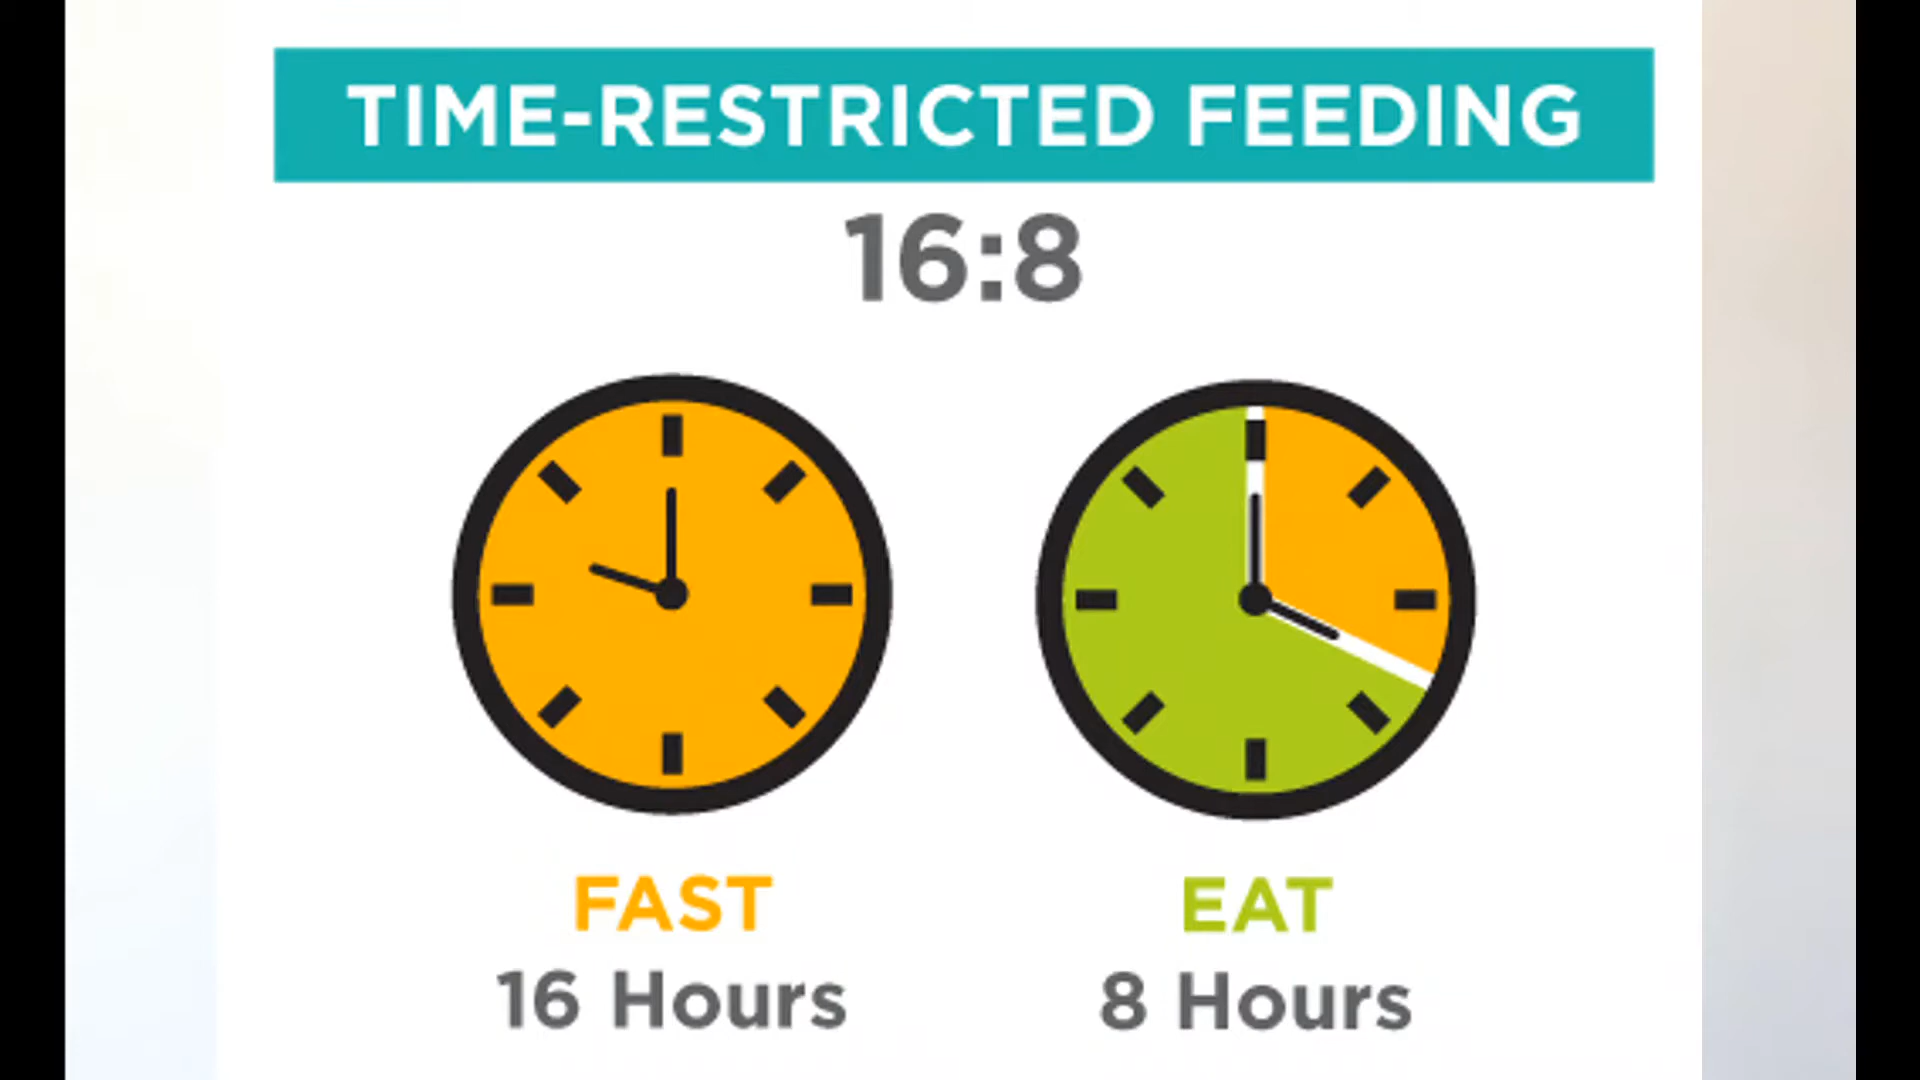 TIME-RESTRICTED FEEDING
16:8
FAST
16 Hours
EAT
8 Hours